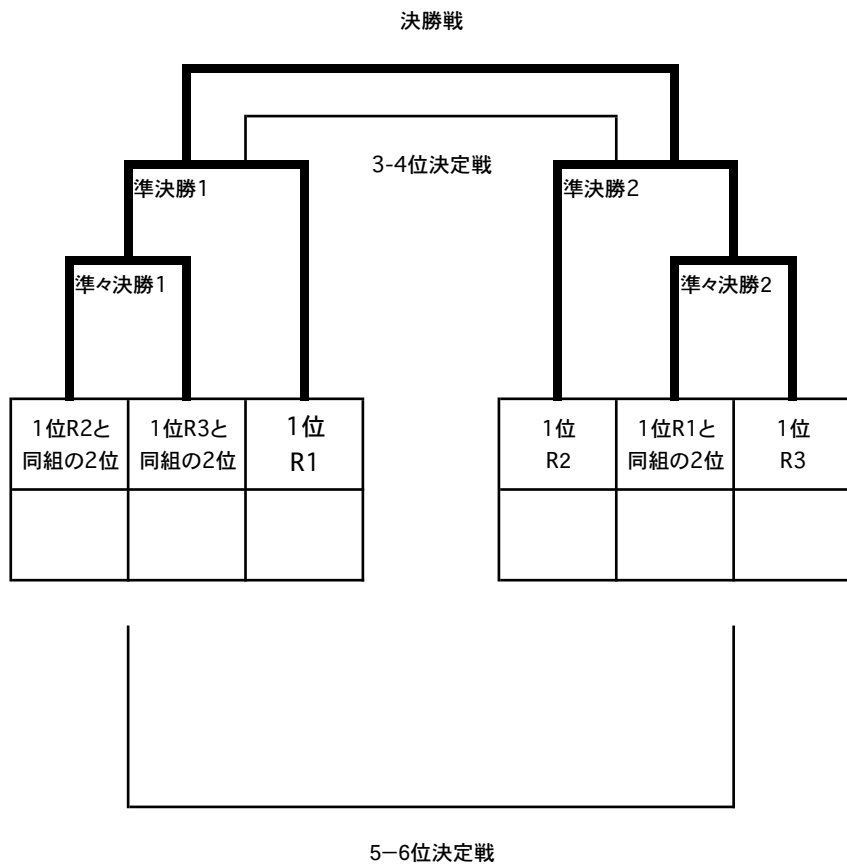 決勝戦
3-4位決定戦
準決勝1
準決勝2
準々決勝1
準々決勝2
1位R2と
同組の2位
1位R3と
同組の2位
1位
R1
1位
R2
1位R1と
同組の2位
1位
R3
5−6位決定戦